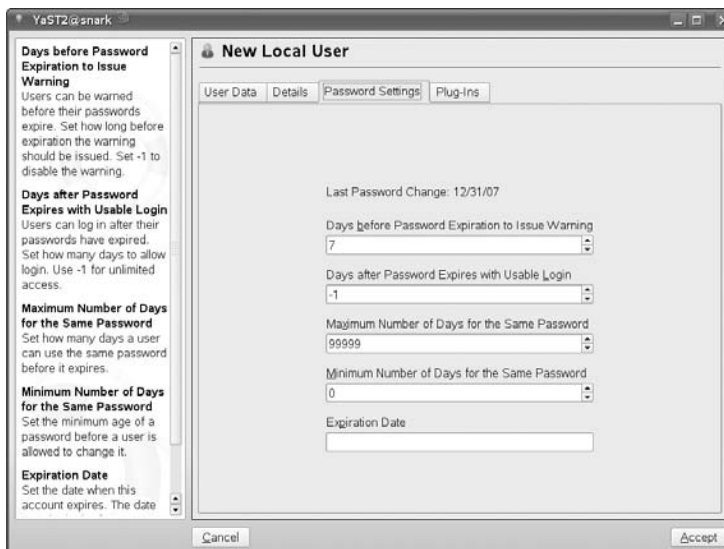 YaST2@snark
Days before Password
Expiration to Issue
Warning
Users can be warned
before their passwords
expire. Set how long before
expiration the warning
should be issued. Set -1 to
disable the warning.
Days after Password
Expires with Usable Login
Users can log in after their
passwords have expired.
Set how many days to allow
login. Use -1 for unlimited
access.
Maximum Number of Days
for the Same Password
Set how many days a user
can use the same password
before it expires.
Minimum Number of Days
for the Same Password
Set the minimum age of a
password before a user is
allowed to change it.
Expiration Date
Set the date when this
account expires. The date
New Local User
User Data
Details
Password Settings
Plug-Ins
Last Password Change: 12/31/07
Days before Password Expiration to Issue Warning
7
Days after Password Expires with Usable Login
-1
Maximum Number of Days for the Same Password
99999
Minimum Number of Days for the Same Password
0
Expiration Date
Cancel
Accept